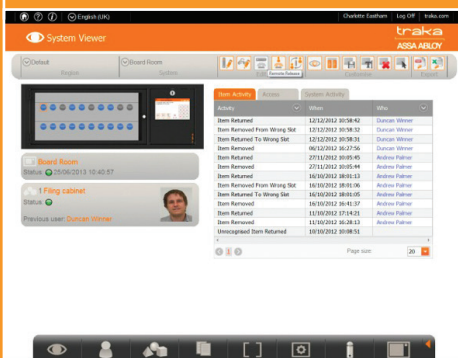 English (UK)
Charlotte Eastham Log Off traka.com
System Viewer
traka
ASSA ABLOY
Default
Board Room
Region
System
Edit
Remote Release
Customise
Export
Item Activity Access System Activity
Activity When Who
Item Returned 12/12/2012 10:58:42 Duncan Winner
Item Removed From Wrong Slot 12/12/2012 10:58:32 Duncan Winner
Item Returned To Wrong Slot 12/12/2012 10:58:31 Duncan Winner
Item Removed 06/12/2012 16:27:56 Duncan Winner
Item Returned 27/11/2012 10:05:45 Andrew Palmer
Item Removed 27/11/2012 10:05:44 Andrew Palmer
Item Returned 16/10/2012 18:01:13 Andrew Palmer
Item Removed From Wrong Slot 16/10/2012 18:01:06 Andrew Palmer
Item Returned To Wrong Slot 16/10/2012 18:01:05 Andrew Palmer
Item Removed 16/10/2012 16:41:37 Andrew Palmer
Item Returned 11/10/2012 17:14:21 Andrew Palmer
Item Removed 11/10/2012 16:28:13 Andrew Palmer
Unrecognised Item Returned 10/10/2012 10:08:51
1
Page size
20
Board Room
Status: 25/06/2013 10:40:57
1 Filing cabinet
Status:
Previous user: Duncan Winner